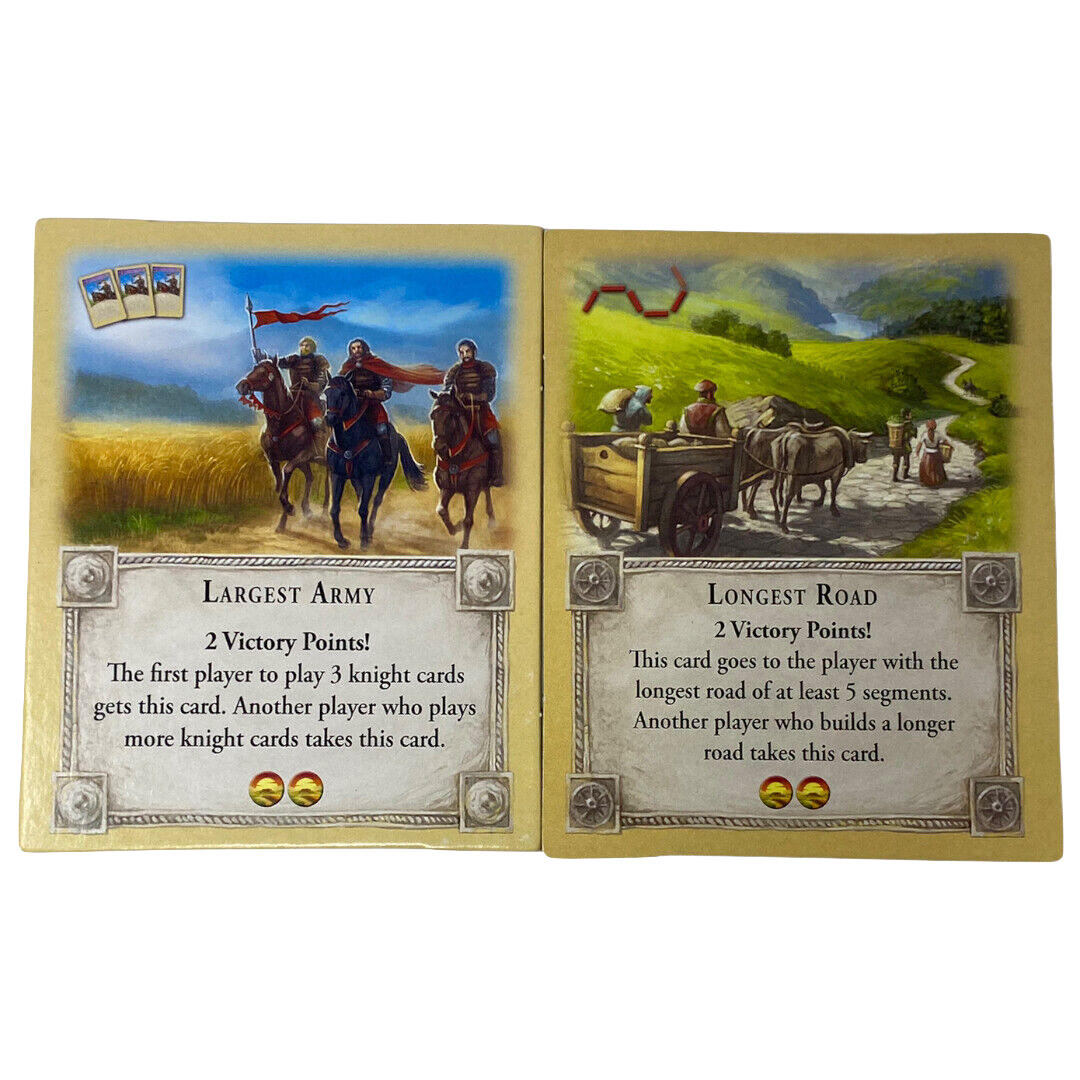 Largest Army
2 Victory Points!
The first player to play 3 knight cards
gets this card. Another player who plays
more knight cards takes this card.
Longest Road
2 Victory Points!
This card goes to the player with the
longest road of at least 5 segments.
Another player who builds a longer
road takes this card.